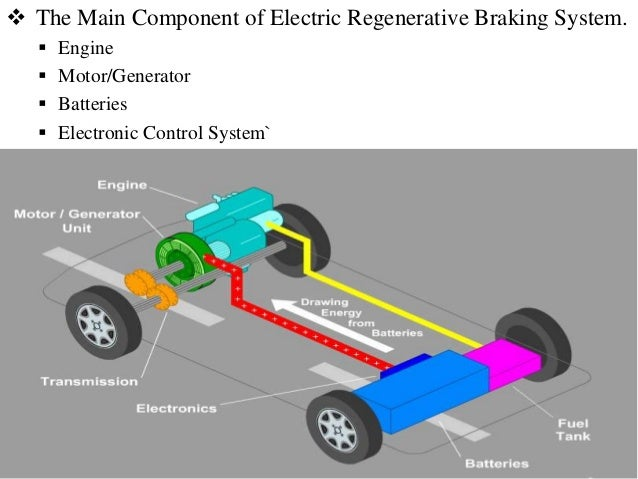 ❖ The Main Component of Electric Regenerative Braking System.
▪ Engine
▪ Motor/Generator
▪ Batteries
▪ Electronic Control System`
Engine
Motor / Generator
Unit
Drawing
Energy
from
Batteries
Transmission
Electronics
Fuel
Tank
Batteries